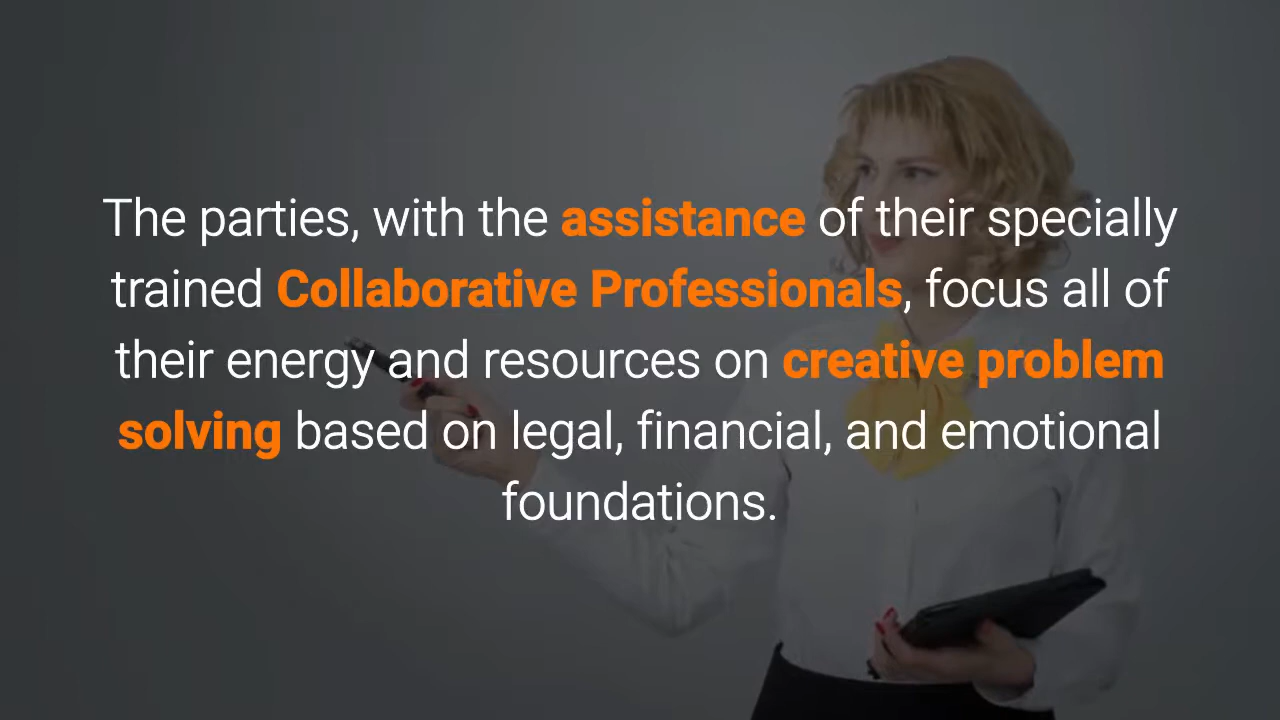 The parties, with the assistance of their specially
trained Collaborative Professionals, focus all of
their energy and resources on creative problem
solving based on legal, financial, and emotional
foundations.